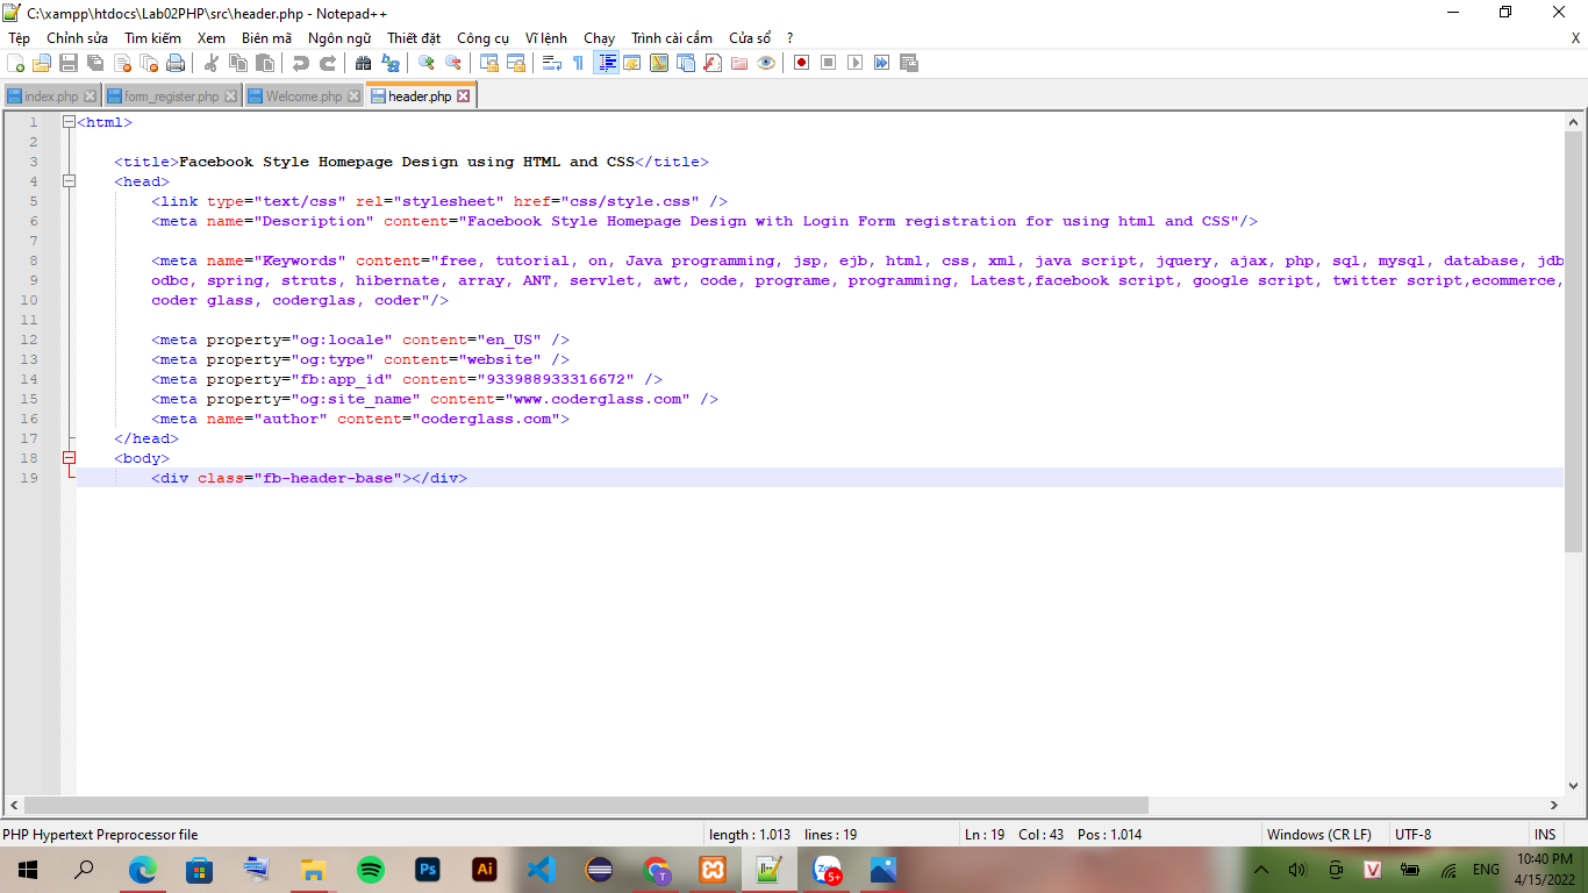 C:\xampp\htdocs\Lab02PHP\src\header.php - Notepad++
Tệp Chỉnh sửa Tìm kiếm Xem Biên mã Ngôn ngữ Thiết đặt Công cụ Vĩ lệnh Chạy Trình cài cắm Cửa sổ ? X
index.php form_register.php Welcome.php header.php
1 <html>
2
3 <title>Facebook Style Homepage Design using HTML and CSS</title>
4 <head>
5 <link type="text/css" rel="stylesheet" href="css/style.css" />
6 <meta name="Description" content="Facebook Style Homepage Design with Login Form registration for using html and CSS"/>
7
8 <meta name="Keywords" content="free, tutorial, on, Java programming, jsp, ejb, html, css, xml, java script, jquery, ajax, php, sql, mysql, database, jdb
9 odbc, spring, struts, hibernate, array, ANT, servlet, awt, code, programe, programming, Latest,facebook script, google script, twitter script,ecommerce,
10 coder glass, coderglas, coder"/>
11
12 <meta property="og:locale" content="en_US" />
13 <meta property="og:type" content="website" />
14 <meta property="fb:app_id" content="933988933316672" />
15 <meta property="og:site_name" content="www.coderglass.com" />
16 <meta name="author" content="coderglass.com">
17 </head>
18 <body>
19 <div class="fb-header-base"></div>
PHP Hypertext Preprocessor file length : 1.013 lines : 19 Ln : 19 Col : 43 Pos : 1.014 Windows (CR LF) UTF-8 INS
Ps Ai T Zalo 5+ V ENG 10:40 PM
4/15/2022